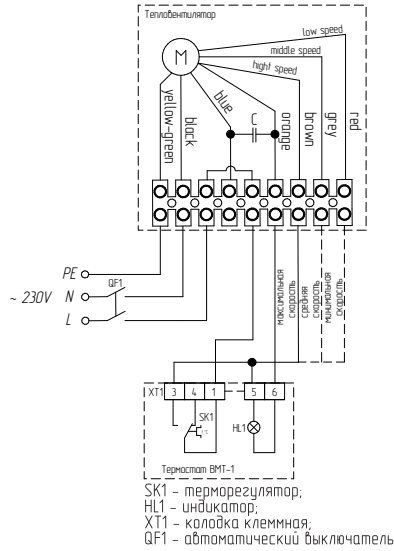 Тепловентилятор
low speed
middle speed
hight speed
M
yellow-green
black
blue
C
orange
brown
grey
red
PE
~ 230V
N
QF1
L
максимальная
скорость
средняя
скорость
минимальная
скорость
XT1
3
4
1
5
6
SK1
t°C
HL1
Термостат ВМТ-1
SK1 – терморегулятор;
HL1 – индикатор;
XT1 – колодка клеммная;
QF1 – автоматический выключатель